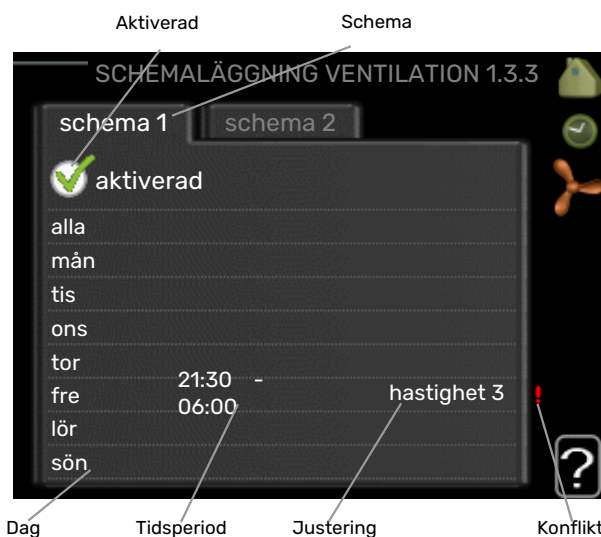 Aktiverad Schema
SCHEMALÄGGNING VENTILATION 1.3.3
schema 1 schema 2
aktiverad
alla
mån
tis
ons
tor
21:30 -
fre hastighet 3 !
06:00
lör
sön
?
Dag Tidsperiod Justering Konflikt